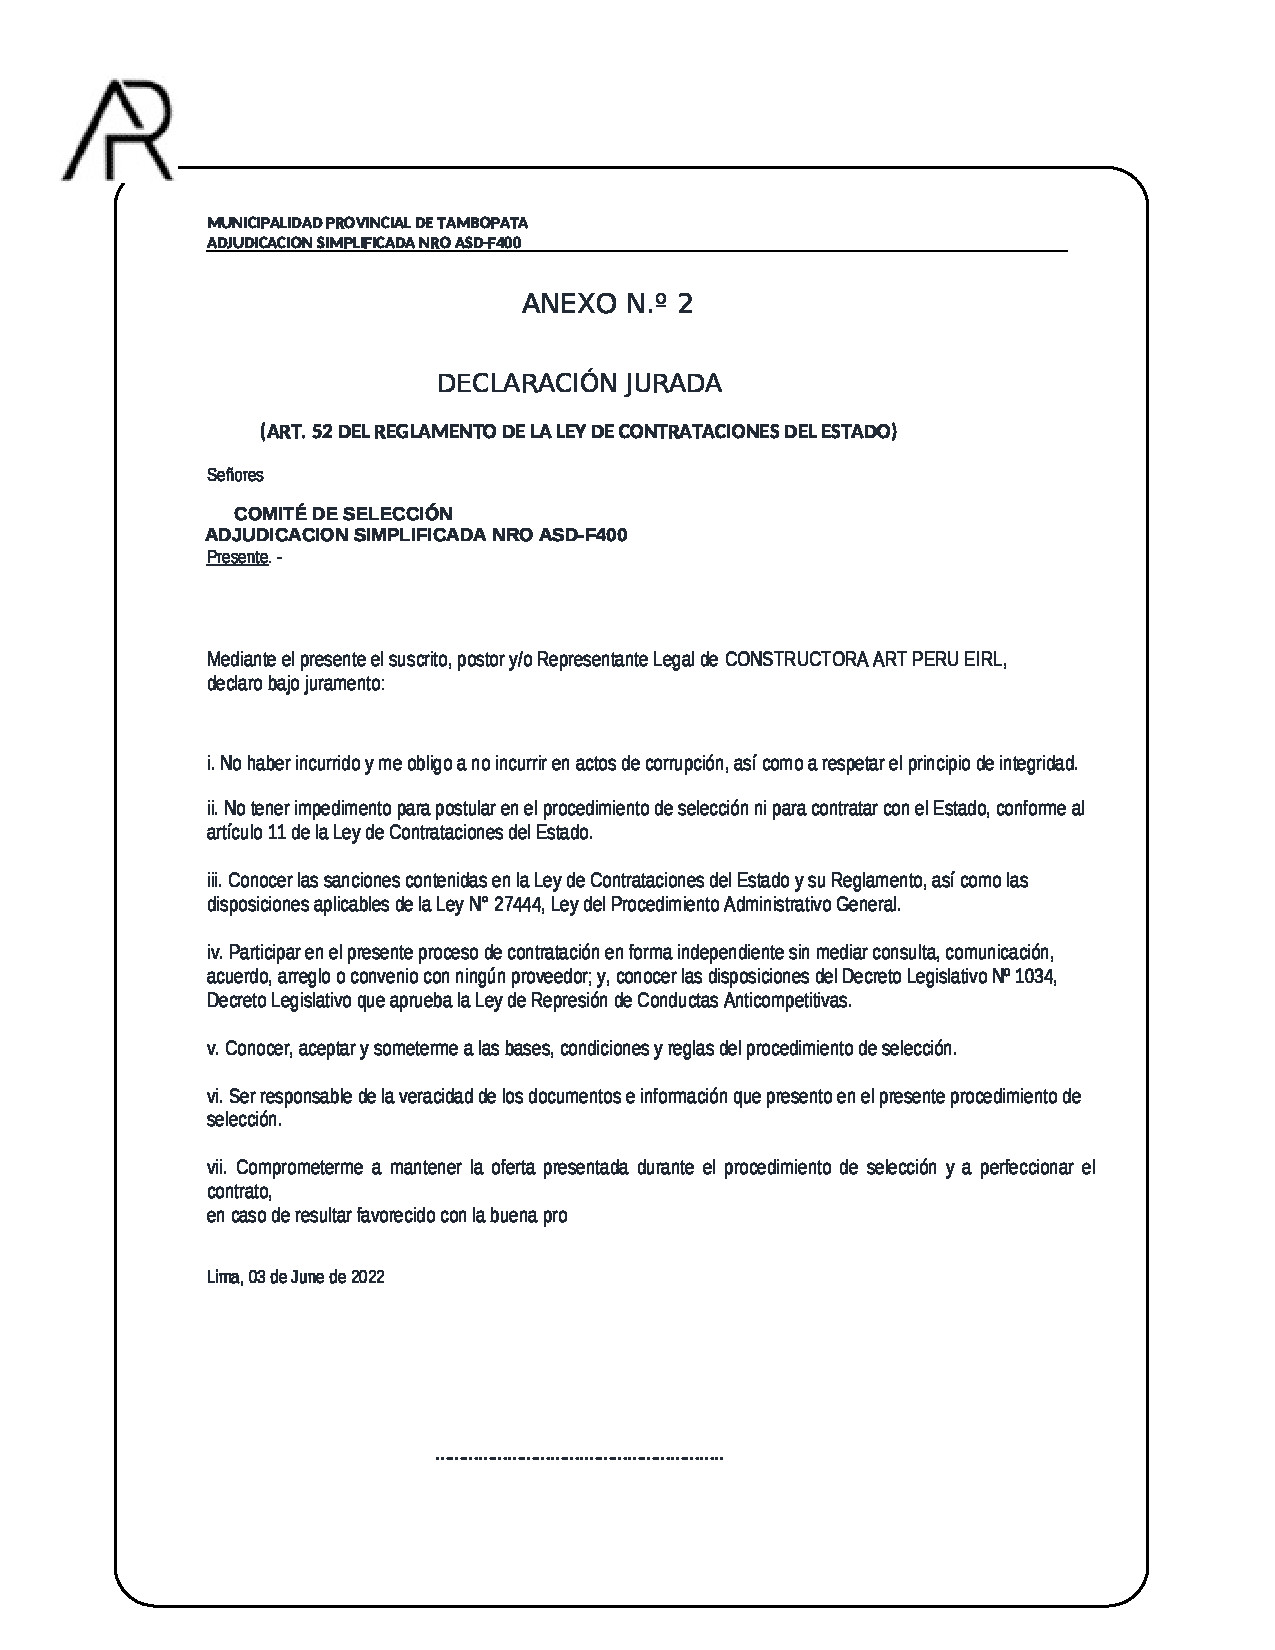 AR
MUNICIPALIDAD PROVINCIAL DE TAMBOPATA
ADJUDICACION SIMPLIFICADA NRO ASD-F400
ANEXO N.º 2
DECLARACIÓN JURADA
(ART. 52 DEL REGLAMENTO DE LA LEY DE CONTRATACIONES DEL ESTADO)
Señores
COMITÉ DE SELECCIÓN
ADJUDICACION SIMPLIFICADA NRO ASD-F400
Presente. -
Mediante el presente el suscrito, postor y/o Representante Legal de CONSTRUCTORA ART PERU EIRL,
declaro bajo juramento:
i. No haber incurrido y me obligo a no incurrir en actos de corrupción, así como a respetar el principio de integridad.
ii. No tener impedimento para postular en el procedimiento de selección ni para contratar con el Estado, conforme al
artículo 11 de la Ley de Contrataciones del Estado.
iii. Conocer las sanciones contenidas en la Ley de Contrataciones del Estado y su Reglamento, así como las
disposiciones aplicables de la Ley N° 27444, Ley del Procedimiento Administrativo General.
iv. Participar en el presente proceso de contratación en forma independiente sin mediar consulta, comunicación,
acuerdo, arreglo o convenio con ningún proveedor; y, conocer las disposiciones del Decreto Legislativo Nº 1034,
Decreto Legislativo que aprueba la Ley de Represión de Conductas Anticompetitivas.
v. Conocer, aceptar y someterme a las bases, condiciones y reglas del procedimiento de selección.
vi. Ser responsable de la veracidad de los documentos e información que presento en el presente procedimiento de
selección.
vii. Comprometerme a mantener la oferta presentada durante el procedimiento de selección y a perfeccionar el
contrato,
en caso de resultar favorecido con la buena pro
Lima, 03 de June de 2022
............................................................